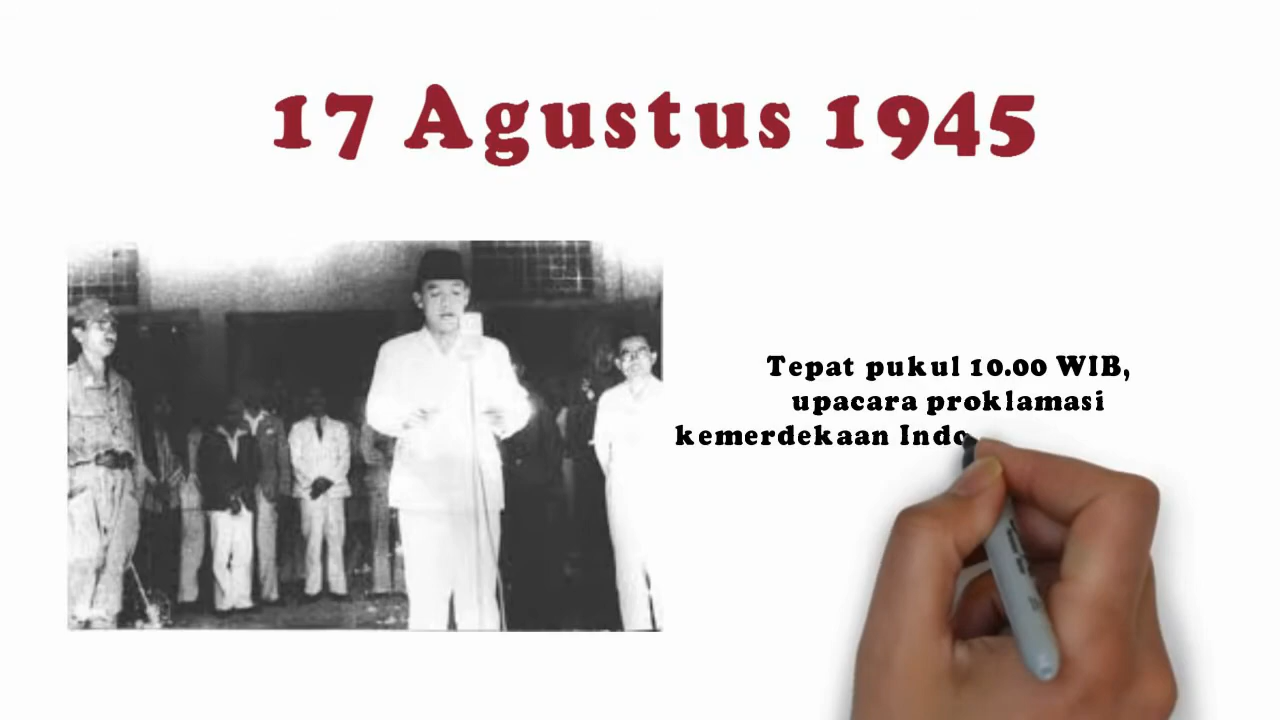 17 Agustus 1945
Tepat pukul 10.00 WIB,
upacara proklamasi
kemerdekaan Indo